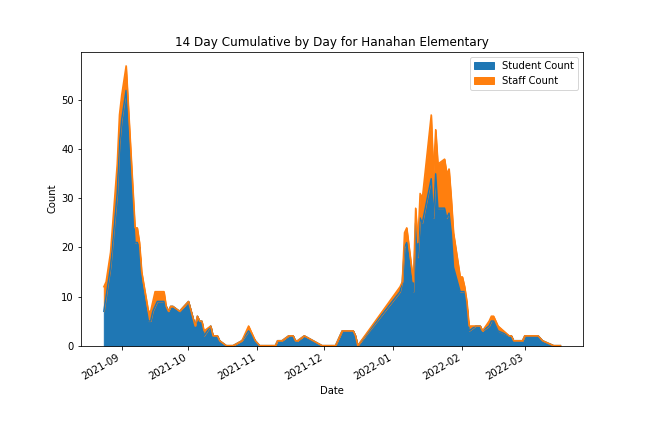 14 Day Cumulative by Day for Hanahan Elementary
Student Count
Staff Count
50
40
30
20
10
0
Count
2021-09
2021-10
2021-11
2021-12
2022-01
2022-02
2022-03
Date